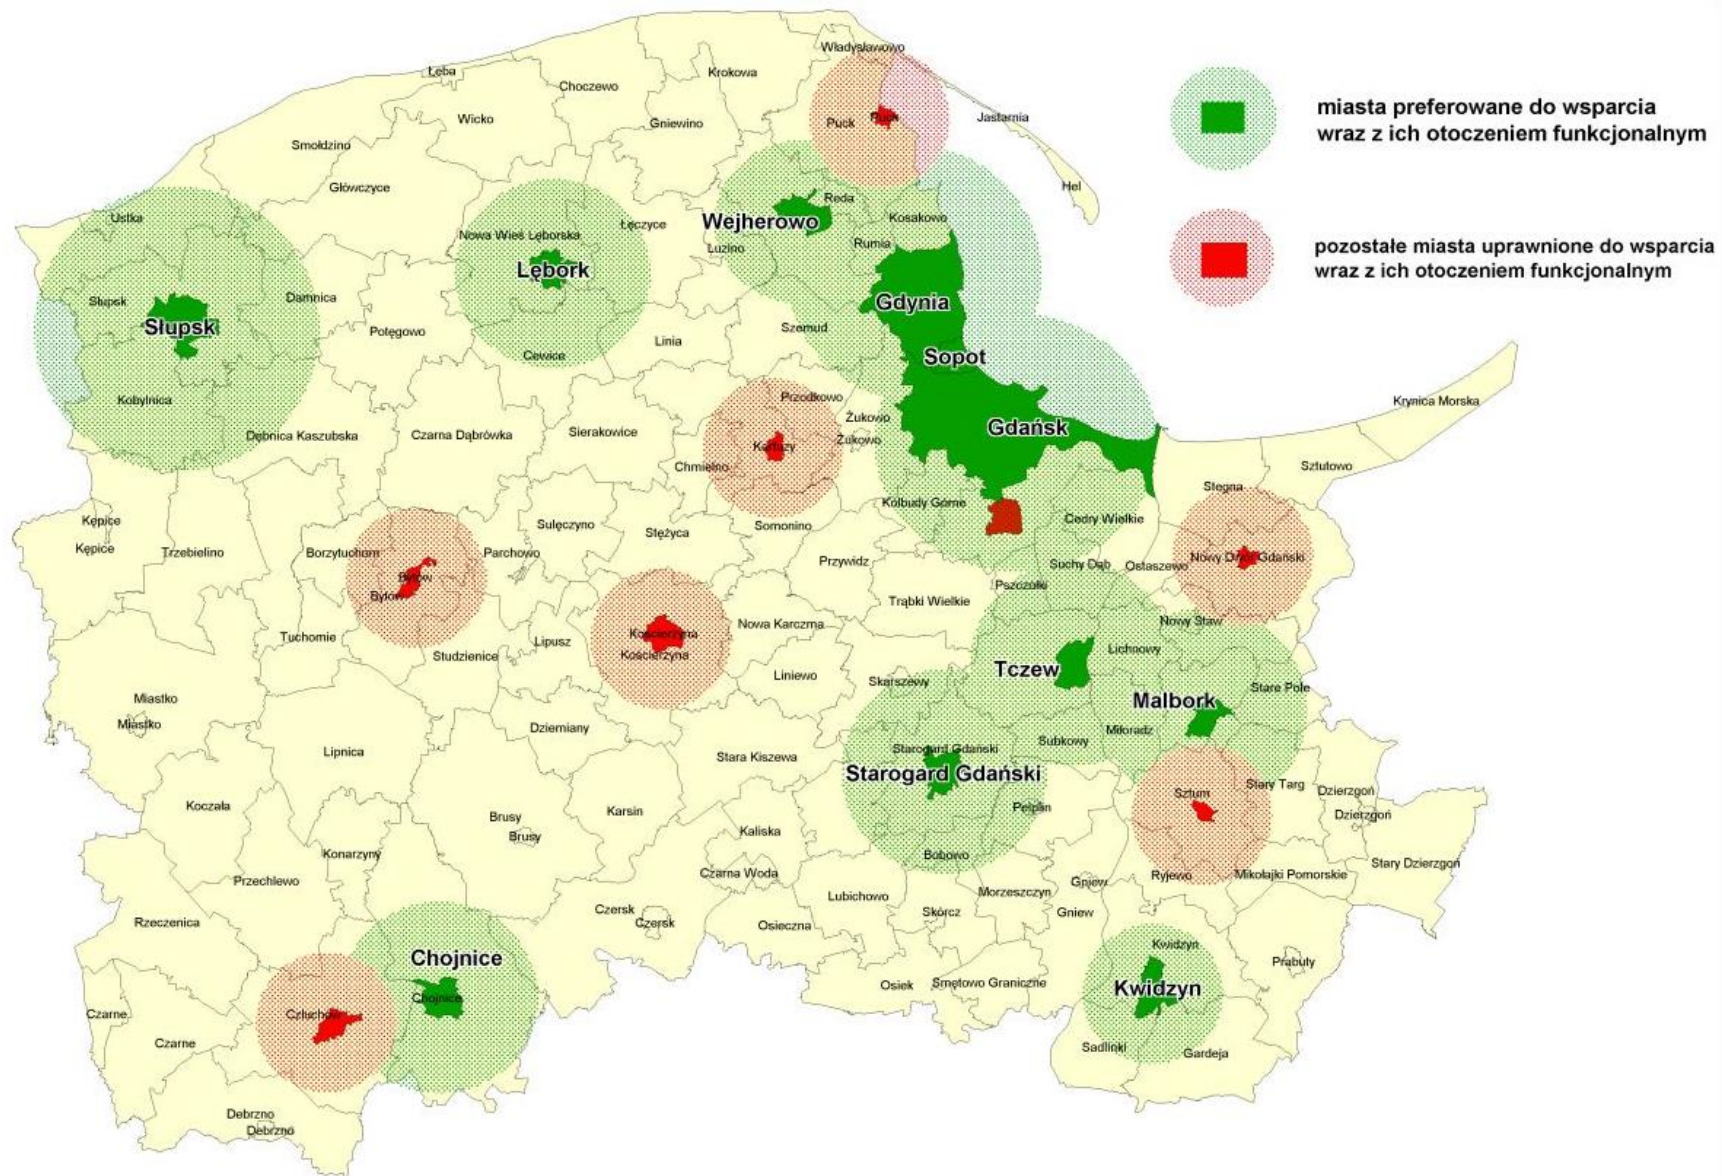 Władysławowo
Łeba
Choczewo
Krokowa
Wicko
Gniewino
Puck
Puck
Jastarnia
Smołdzino
Główczyce
Hel
Ustka
Nowa Wieś Lęborska
Łęczyce
Wejherowo
Reda
Kosakowo
Luzino
Rumia
Lębork
Słupsk
Damnica
Gdynia
Słupsk
Potęgowo
Szemud
Linia
Cewice
Sopot
Kobylnica
Przodkowo
Krynica Morska
Żukowo
Żukowo
Gdańsk
Dębnica Kaszubska
Czarna Dąbrówka
Sierakowice
Kartuzy
Chmielno
Sztutowo
Stegna
Kolbudy Górne
Cedry Wielkie
Kępice
Kępice
Trzebielino
Borzytuchom
Parchowo
Sulęczyno
Stężyca
Somonino
Przywidz
Suchy Dąb
Ostaszewo
Nowy Dwór Gdański
Bytów
Bytów
Pszczółki
Trąbki Wielkie
Nowy Staw
Tuchomie
Studzienice
Lipusz
Kościerzyna
Kościerzyna
Nowa Karczma
Lichnowy
Tczew
Liniewo
Skarszewy
Stare Pole
Malbork
Miastko
Miastko
Dziemiany
Lipnica
Stara Kiszewa
Starogard Gdański
Subkowy
Miłoradz
Starogard Gdański
Sztum
Stary Targ
Dzierzgoń
Dzierzgoń
Koczała
Brusy
Brusy
Karsin
Kaliska
Pelplin
Bobowo
Konarzyny
Przechlewo
Czarna Woda
Lubichowo
Morzeszczyn
Gniew
Gniew
Ryjewo
Mikołajki Pomorskie
Stary Dzierzgoń
Rzeczenica
Czersk
Czersk
Osieczna
Skórcz
Kwidzyn
Prabuty
Chojnice
Chojnice
Osiek
Smętowo Graniczne
Kwidzyn
Człuchów
Czarne
Czarne
Sadlinki
Gardeja
Debrzno
Debrzno
miasta preferowane do wsparcia
wraz z ich otoczeniem funkcjonalnym
pozostałe miasta uprawnione do wsparcia
wraz z ich otoczeniem funkcjonalnym